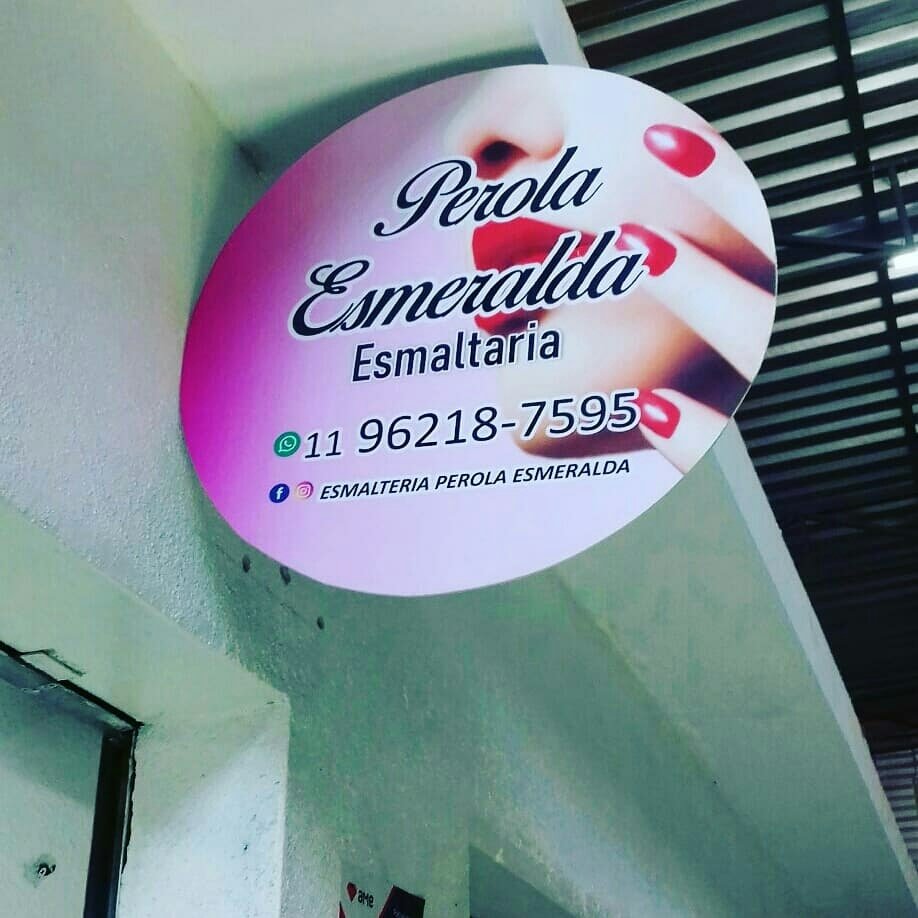 Perola
Esmeralda
Esmaltaria
11 96218-7595
ESMALTERIA PEROLA ESMERALDA